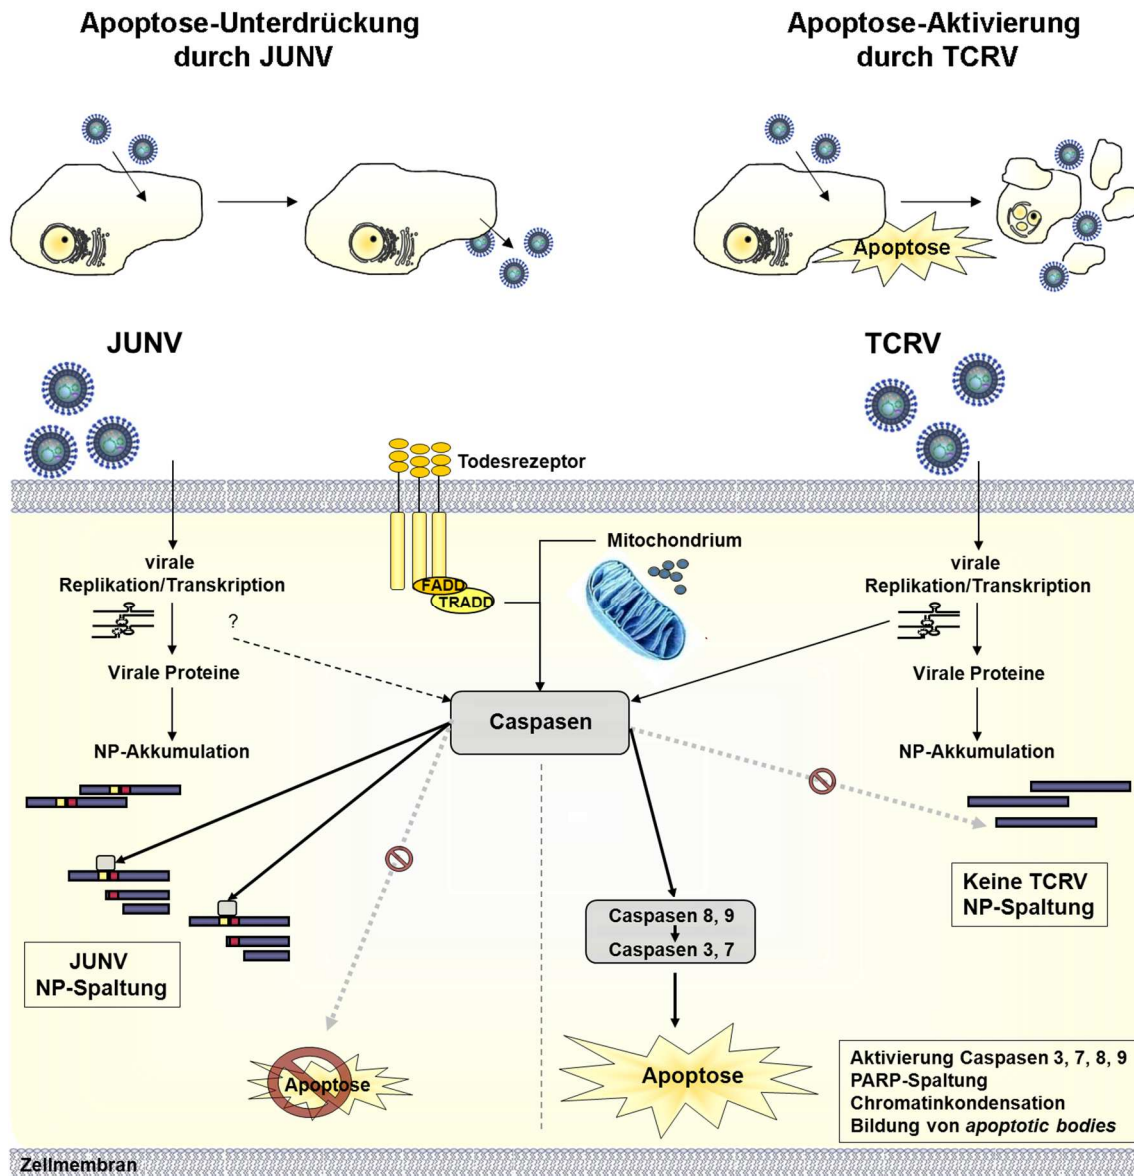 Apoptose-Unterdrückung
durch JUNV
Apoptose-Aktivierung
durch TCRV
Apoptose
JUNV
TCRV
Todesrezeptor
Mitochondrium
FADD
TRADD
virale
Replikation/Transkription
?
Virale Proteine
NP-Akkumulation
virale
Replikation/Transkription
Virale Proteine
NP-Akkumulation
Caspasen
JUNV
NP-Spaltung
Keine TCRV
NP-Spaltung
Caspasen 8, 9
Caspasen 3, 7
Apoptose
Apoptose
Aktivierung Caspasen 3, 7, 8, 9
PARP-Spaltung
Chromatinkondensation
Bildung von apoptotic bodies
Zellmembran